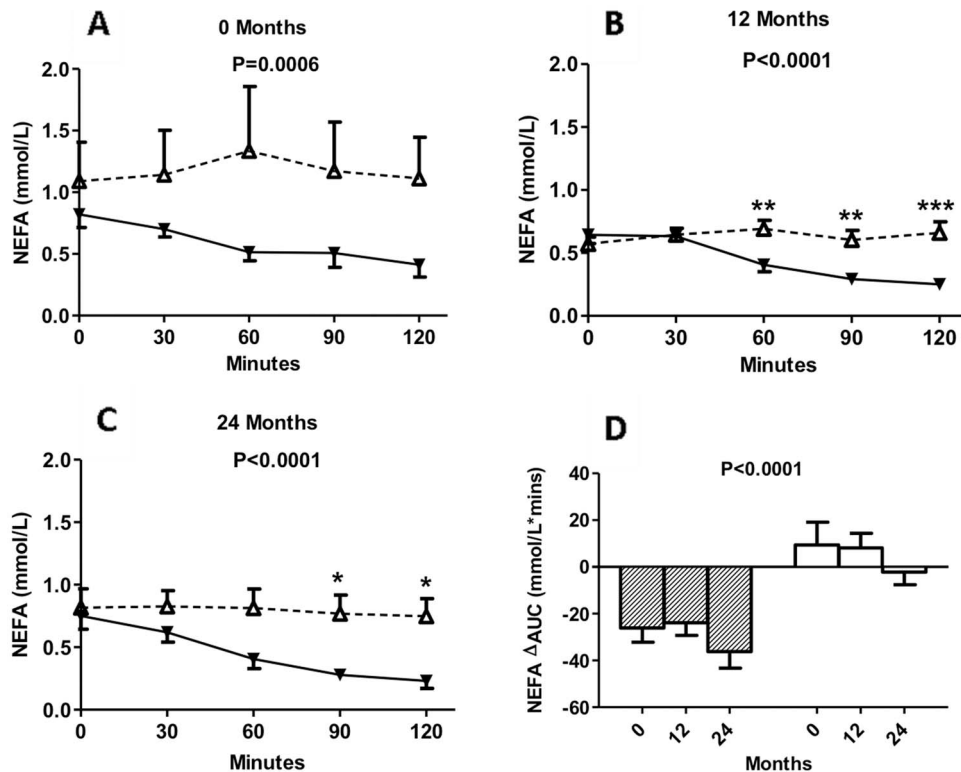 A
0 Months
P=0.0006
NEFA (mmol/L)
2.0
1.5
1.0
0.5
0.0
0 30 60 90 120
Minutes
B
12 Months
P<0.0001
NEFA (mmol/L)
2.0
1.5
1.0
0.5
0.0
** ** ***
0 30 60 90 120
Minutes
C
24 Months
P<0.0001
NEFA (mmol/L)
2.0
1.5
1.0
0.5
0.0
* *
0 30 60 90 120
Minutes
D
P<0.0001
NEFA ΔAUC (mmol/L*mins)
40
20
0
-20
-40
-60
0 12 24 0 12 24
Months